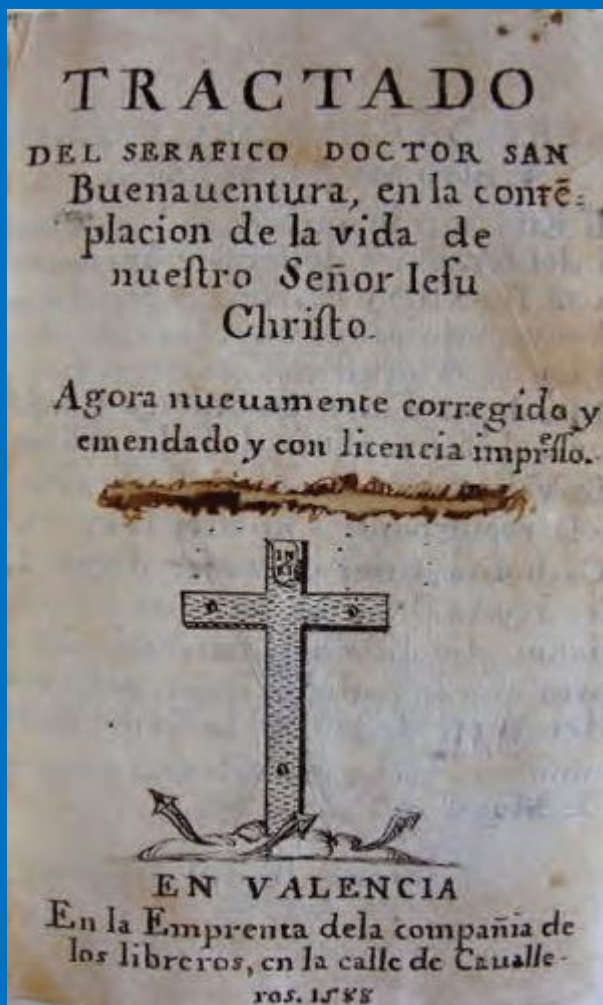 TRACTADO
DEL SERAFICO DOCTOR SAN
Buenauentura, en la contē-
placion de la vida de
nueſtro Señor Ieſu
Chriſto.
Agora nueuamente corregido y
emendado y con licencia impreſſo.
IN
RI
EN VALENCIA
En la Emprenta dela compañia de
los libreros, en la calle de Caualle-
ros. 1588